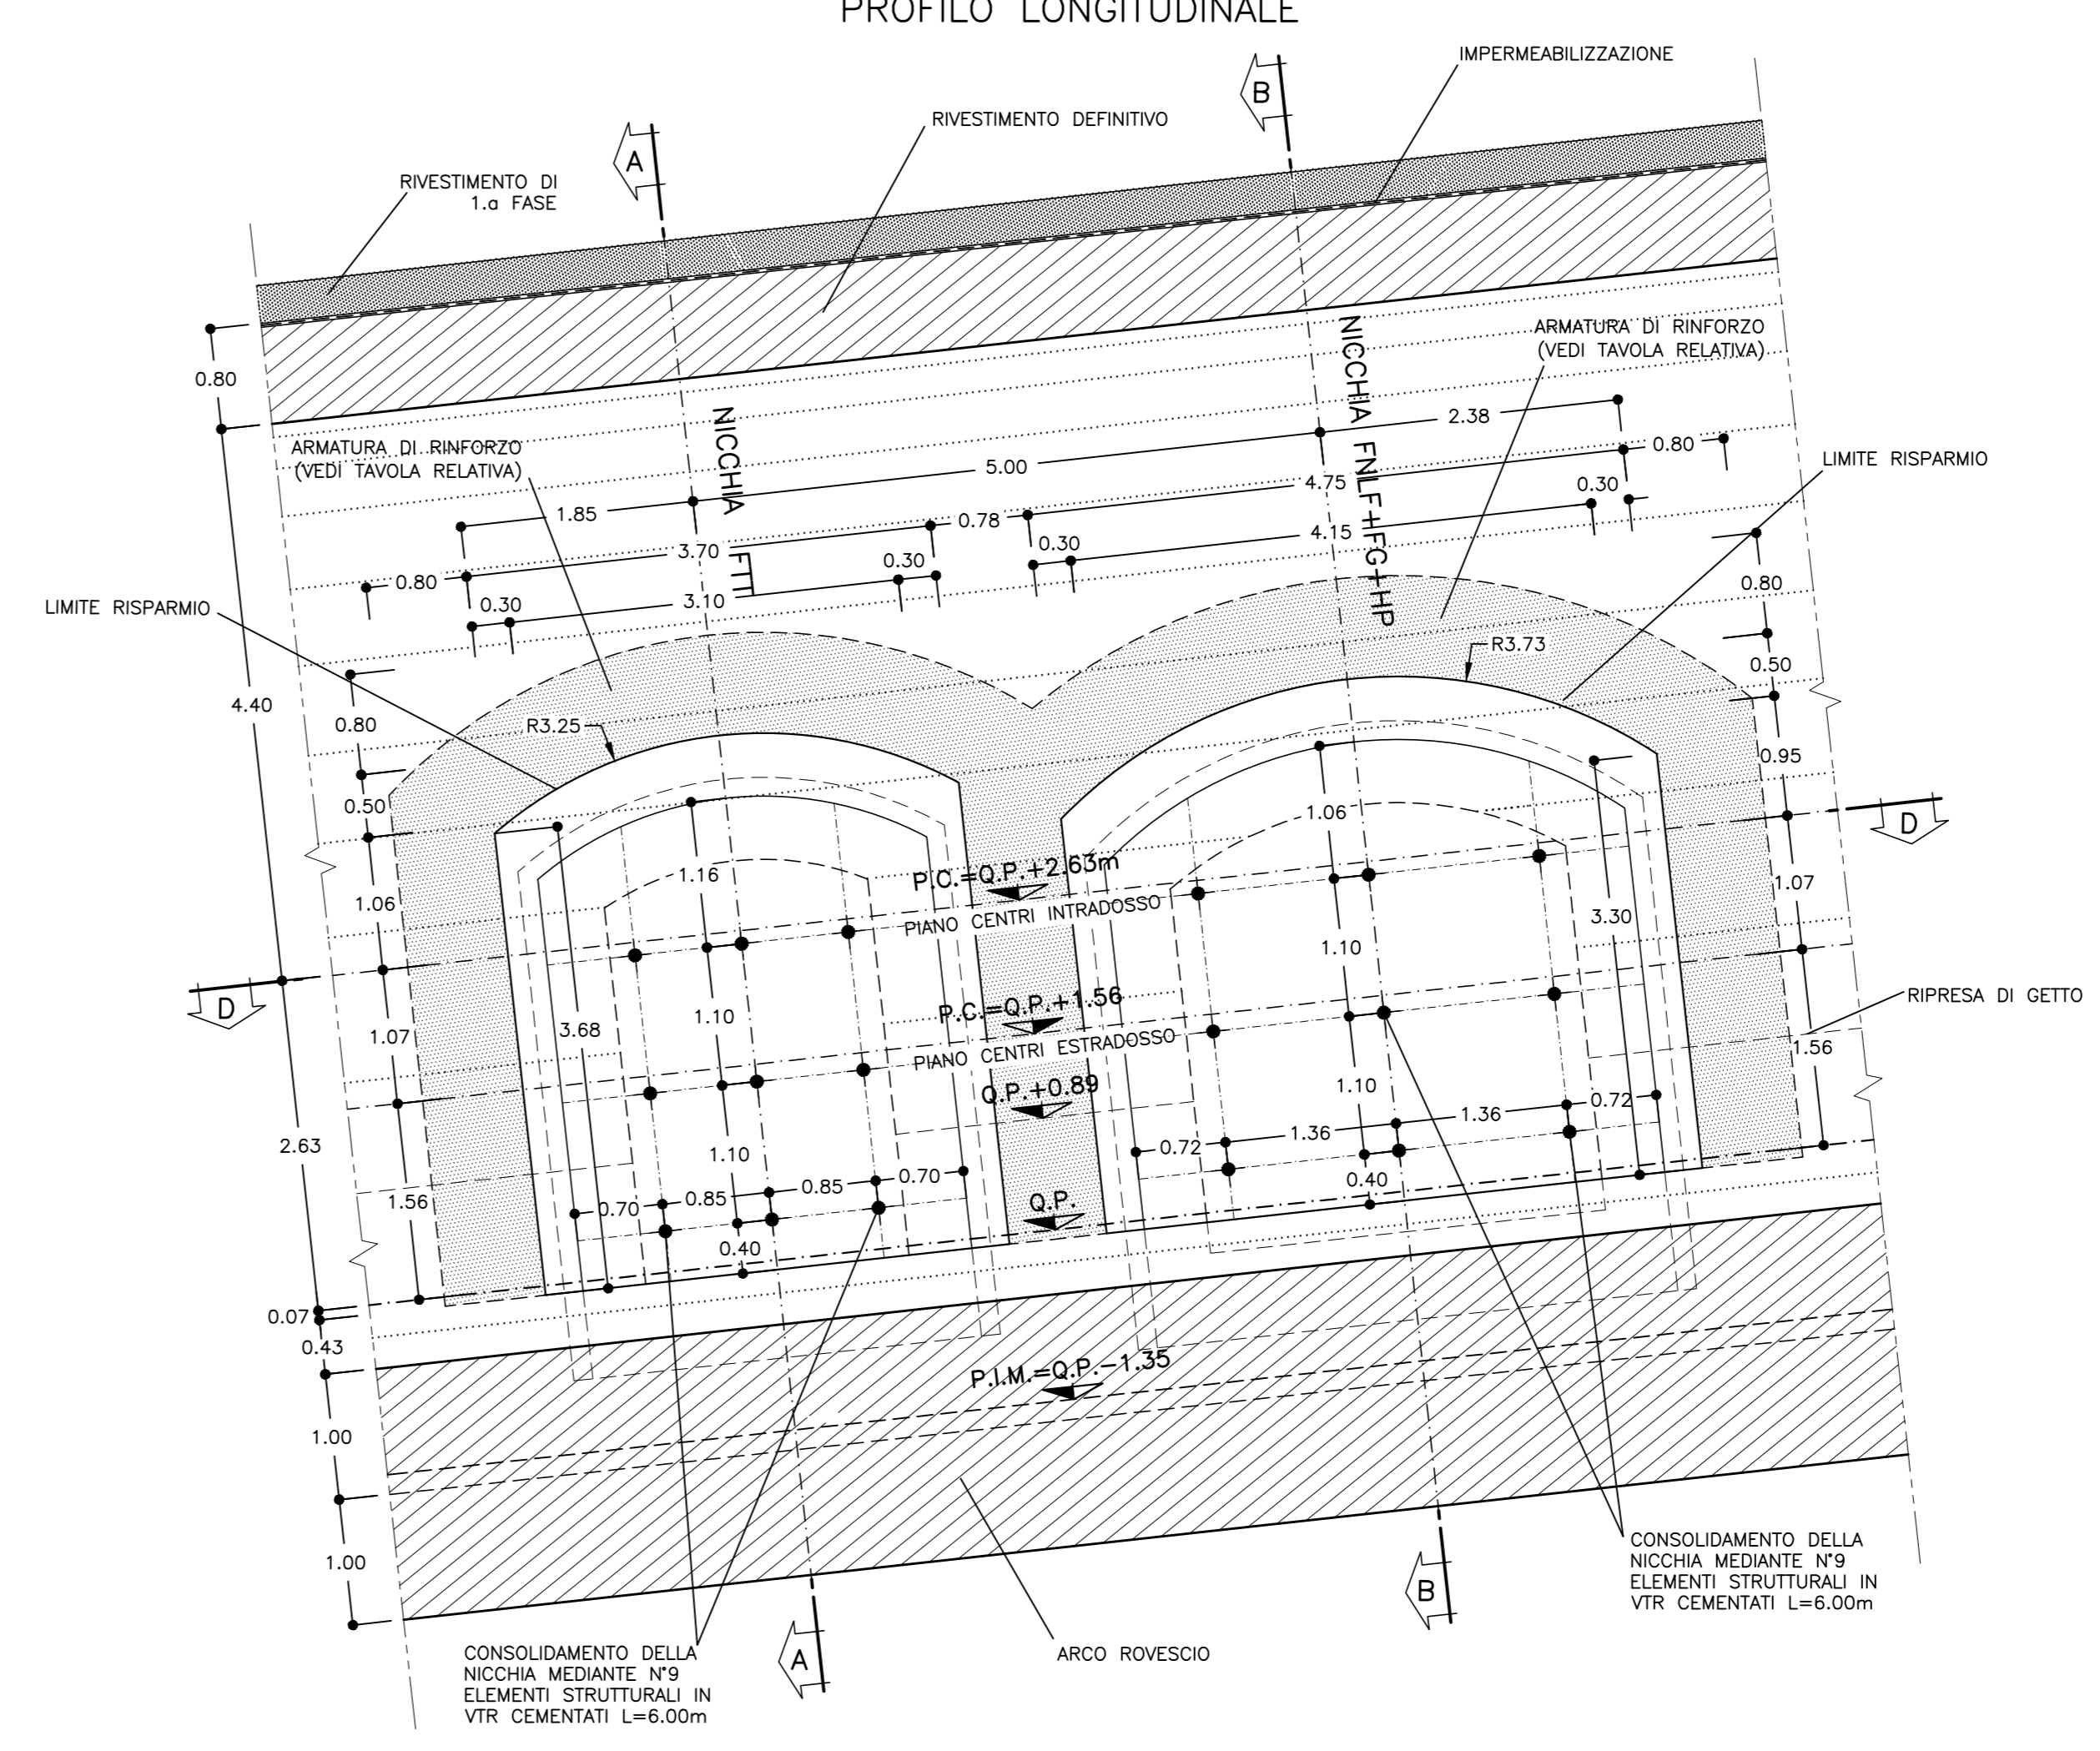 PROFILO LONGITUDINALE
IMPERMEABILIZZAZIONE
B
RIVESTIMENTO DEFINITIVO
A
RIVESTIMENTO DI
1.a FASE
0.80
NICCHIA FNLF+FG+HP
ARMATURA DI RINFORZO
(VEDI TAVOLA RELATIVA)
NICCHIA
FTT
ARMATURA DI RINFORZO
(VEDI TAVOLA RELATIVA)
2.38
0.80
5.00
1.85
4.75
0.30
0.78
3.70
4.15
0.30
0.30
0.80
3.10
0.30
LIMITE RISPARMIO
LIMITE RISPARMIO
4.40
0.80
0.50
0.95
1.07
1.56
R3.73
R3.25
0.80
0.50
1.06
1.07
1.56
D
D
1.06
1.16
P.C.=Q.P.+2.63m
PIANO CENTRI INTRADOSSO
3.30
1.10
1.10
3.68
P.C.=Q.P.+1.56
PIANO CENTRI ESTRADOSSO
RIPRESA DI GETTO
Q.P.+0.89
1.10
1.10
0.72
1.36
1.36
0.72
0.40
0.70
0.85
0.85
0.70
0.40
Q.P.
2.63
0.07
0.43
1.00
1.00
P.I.M.=Q.P.-1.35
CONSOLIDAMENTO DELLA
NICCHIA MEDIANTE N°9
ELEMENTI STRUTTURALI IN
VTR CEMENTATI L=6.00m
B
A
ARCO ROVESCIO
CONSOLIDAMENTO DELLA
NICCHIA MEDIANTE N°9
ELEMENTI STRUTTURALI IN
VTR CEMENTATI L=6.00m